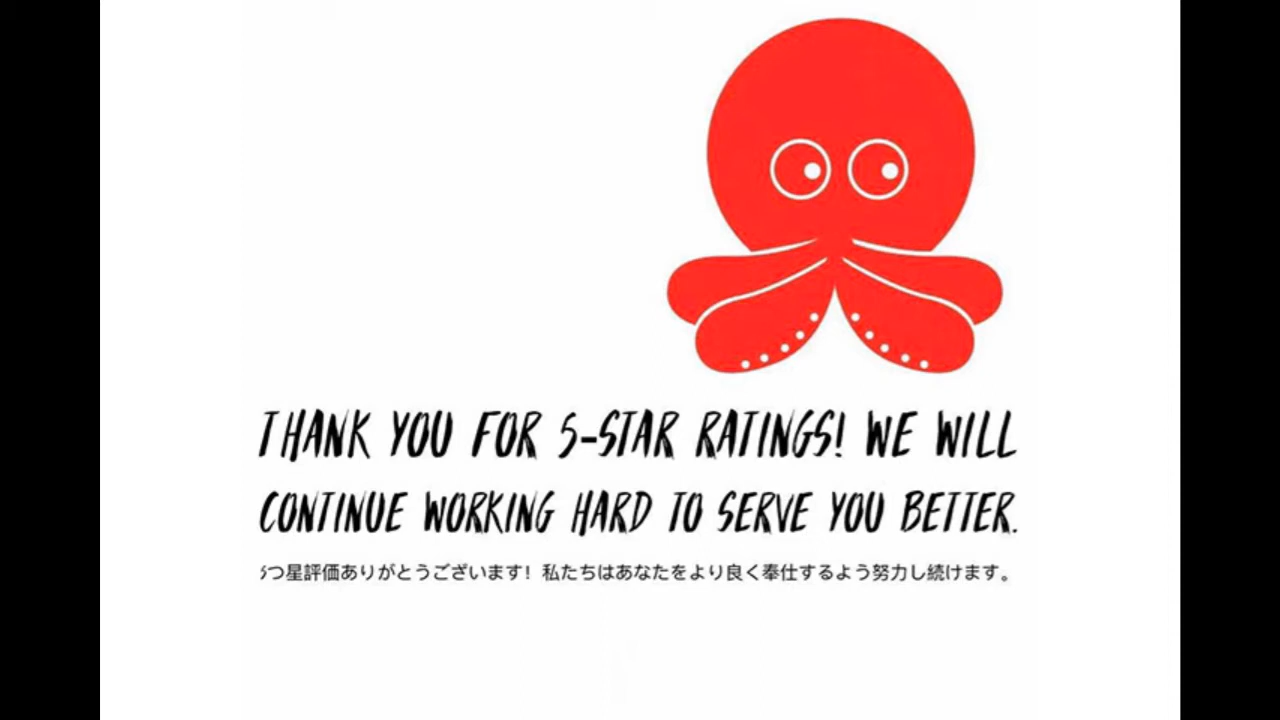 THANK YOU FOR 5-STAR RATINGS! WE WILL
CONTINUE WORKING HARD TO SERVE YOU BETTER.
5つ星評価ありがとうございます! 私たちはあなたをより良く奉仕するよう努力し続けます。